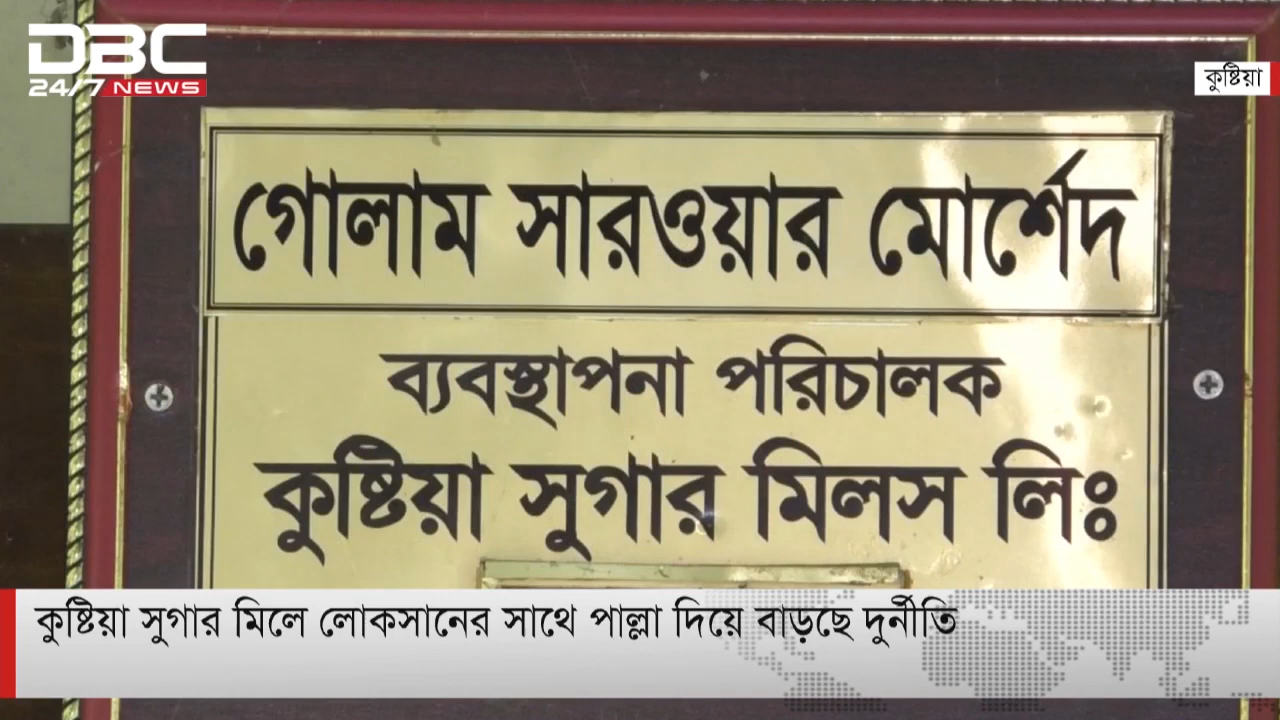 DBC
24/7 NEWS
কুষ্টিয়া
গোলাম সারওয়ার মোর্শেদ
ব্যবস্থাপনা পরিচালক
কুষ্টিয়া সুগার মিলস লিঃ
কুষ্টিয়া সুগার মিলে লোকসানের সাথে পাল্লা দিয়ে বাড়ছে দুর্নীতি